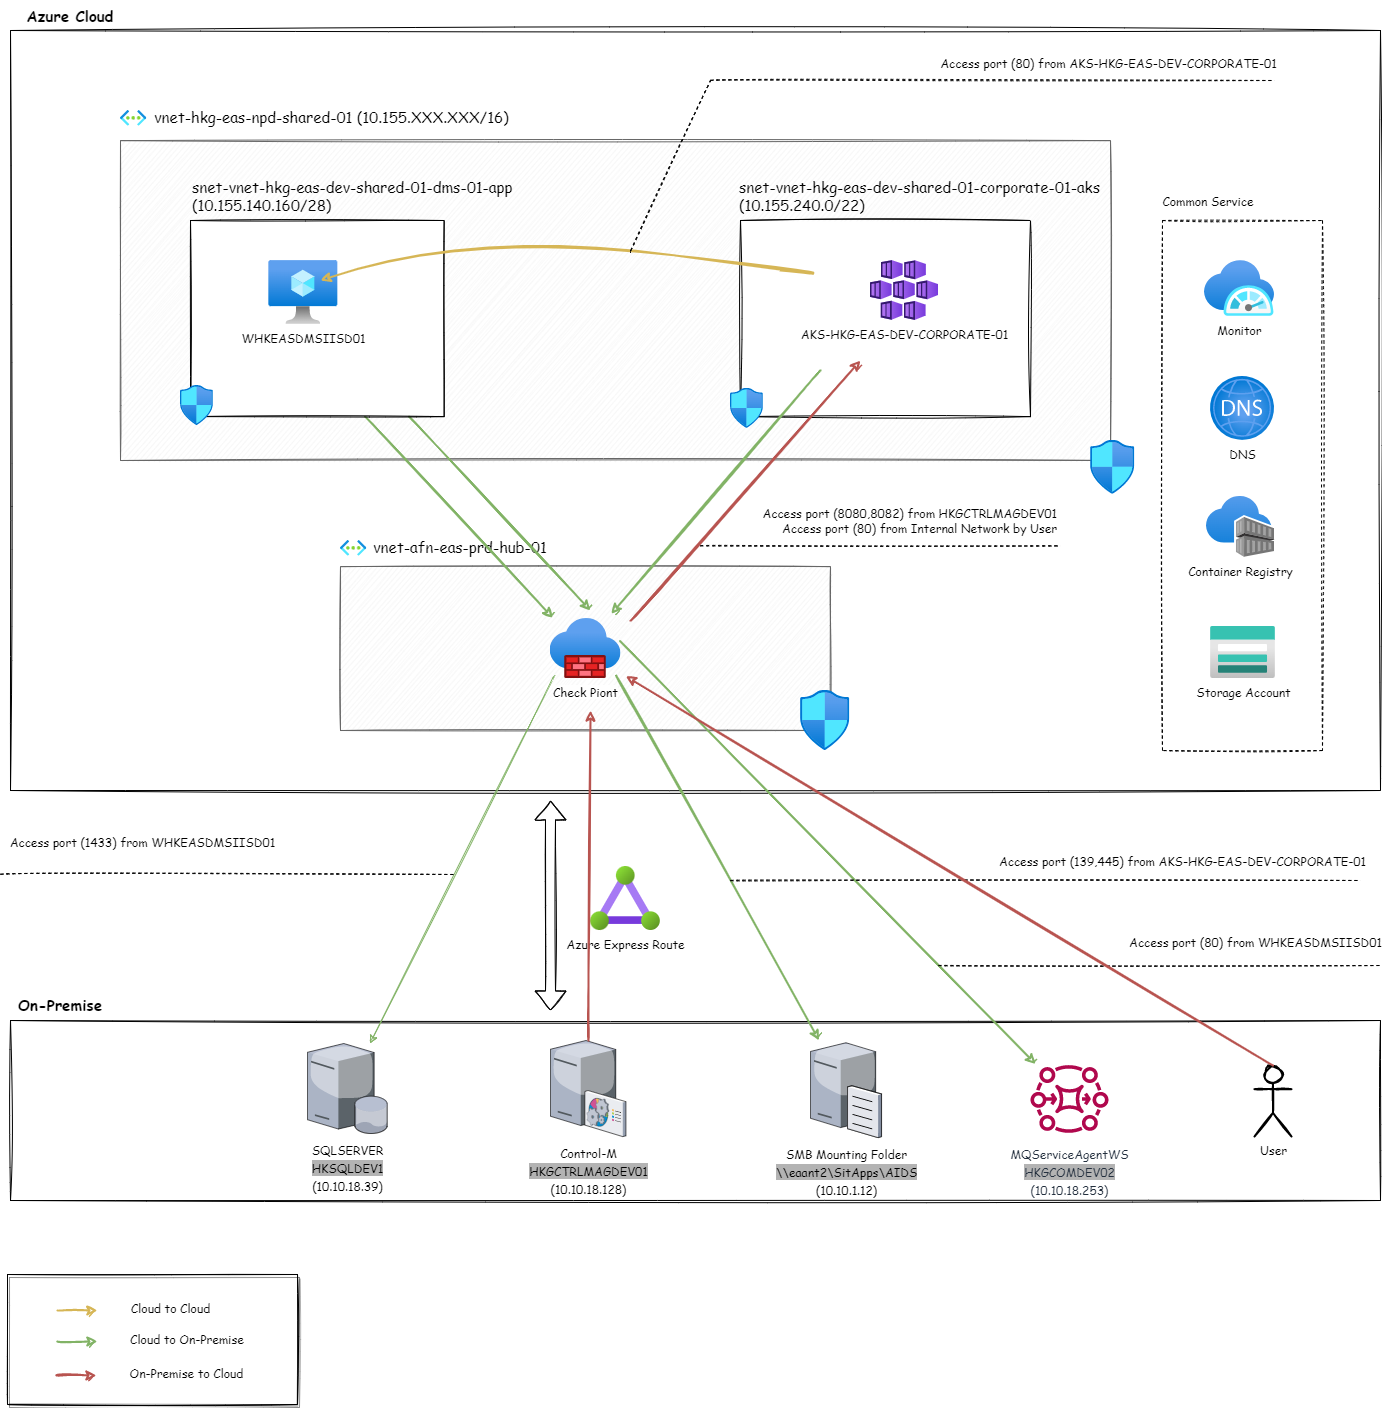 Azure Cloud
Access port (80) from AKS-HKG-EAS-DEV-CORPORATE-01
vnet-hkg-eas-npd-shared-01 (10.155.XXX.XXX/16)
snet-vnet-hkg-eas-dev-shared-01-dms-01-app
(10.155.140.160/28)
snet-vnet-hkg-eas-dev-shared-01-corporate-01-aks
(10.155.240.0/22)
Common Service
WHKEASDMSIISD01
AKS-HKG-EAS-DEV-CORPORATE-01
Monitor
DNS
DNS
Container Registry
Storage Account
Access port (8080,8082) from HKGCTRLMAGDEV01
Access port (80) from Internal Network by User
vnet-afn-eas-prd-hub-01
Check Piont
Access port (1433) from WHKEASDMSIISD01
Access port (139,445) from AKS-HKG-EAS-DEV-CORPORATE-01
Azure Express Route
Access port (80) from WHKEASDMSIISD01
On-Premise
SQLSERVER
HKSQLDEV1
(10.10.18.39)
Control-M
HKGCTRLMAGDEV01
(10.10.18.128)
SMB Mounting Folder
\\eaant2\SitApps\AIDS
(10.10.1.12)
MQServiceAgentWS
HKGCOMDEV02
(10.10.18.253)
User
Cloud to Cloud
Cloud to On-Premise
On-Premise to Cloud